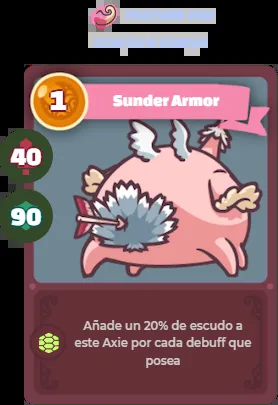 1
Sunder Armor
40
90
Añade un 20% de escudo a
este Axie por cada debuff que
posea